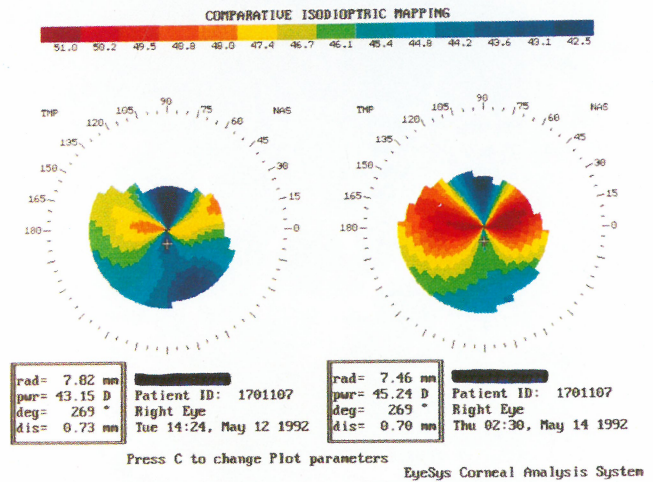 COMPARATIVE ISODIOPTRIC MAPPING
51.0 50.2 49.5 48.8 48.0 47.4 46.7 46.1 45.4 44.8 44.2 43.6 43.1 42.5
TMP 120 105 90 75 60 NAS
135 45
150 30
165 15
180 0
TMP 120 105 90 75 60 NAS
135 45
150 30
165 15
180 0
rad= 7.82 mm
pwr= 43.15 D Patient ID: 1701107
deg= 269 ° Right Eye
dis= 0.73 mm Tue 14:24, May 12 1992
rad= 7.46 mm
pwr= 45.24 D Patient ID: 1701107
deg= 269 ° Right Eye
dis= 0.70 mm Thu 02:30, May 14 1992
Press C to change Plot parameters
EyeSys Corneal Analysis System